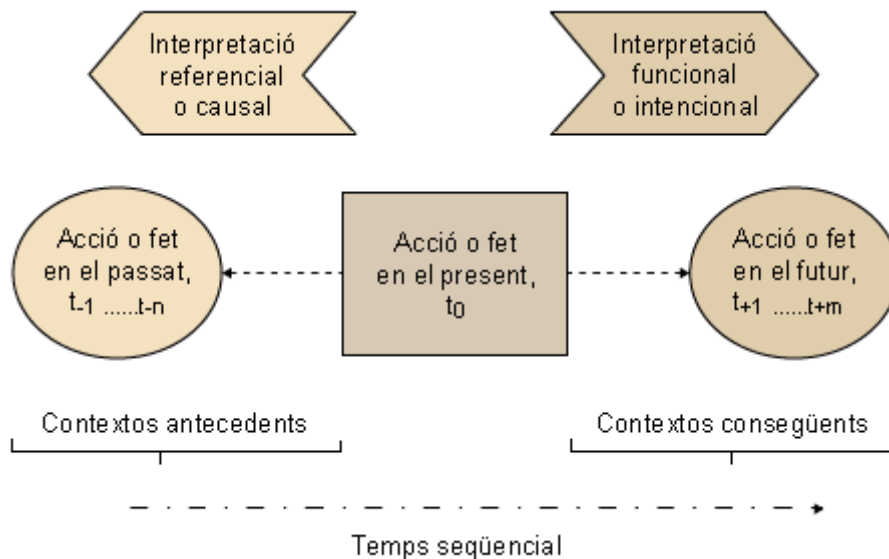 Interpretació
referencial
o causal
Interpretació
funcional
o intencional
Acció o fet
en el passat,
t-1 ......t-n
Acció o fet
en el present,
t0
Acció o fet
en el futur,
t+1 ......t+m
Contextos antecedents
Contextos consegüents
Temps seqüencial